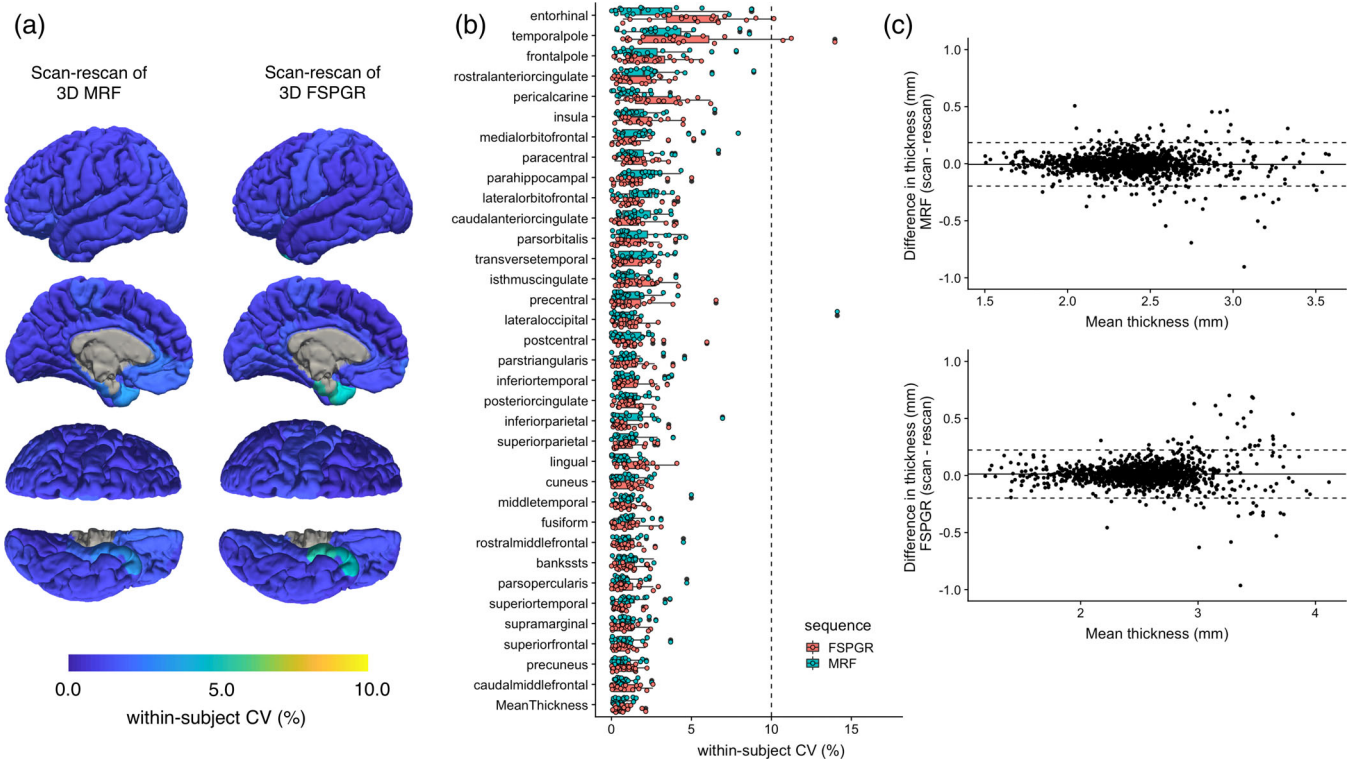 (a)
Scan-rescan of
3D MRF
Scan-rescan of
3D FSPGR
0.0
5.0
10.0
within-subject CV (%)
(b)
entorhinal
temporalpole
frontalpole
rostralanteriorcingulate
pericalcarine
insula
medialorbitofrontal
paracentral
parahippocampal
lateralorbitofrontal
caudalanteriorcingulate
parsorbitalis
transversetemporal
isthmuscingulate
precentral
lateraloccipital
postcentral
parstriangularis
inferiortemporal
posteriorcingulate
inferiorparietal
superiorparietal
lingual
cuneus
middletemporal
fusiform
rostralmiddlefrontal
bankssts
parsopercularis
superiortemporal
supramarginal
superiorfrontal
precuneus
caudalmiddlefrontal
MeanThickness
sequence
FSPGR
MRF
0 5 10 15
within-subject CV (%)
(c)
Difference in thickness (mm)
MRF (scan - rescan)
1.0
0.5
0.0
-0.5
-1.0
1.5 2.0 2.5 3.0 3.5
Mean thickness (mm)
Difference in thickness (mm)
FSPGR (scan - rescan)
1.0
0.5
0.0
-0.5
-1.0
2 3 4
Mean thickness (mm)